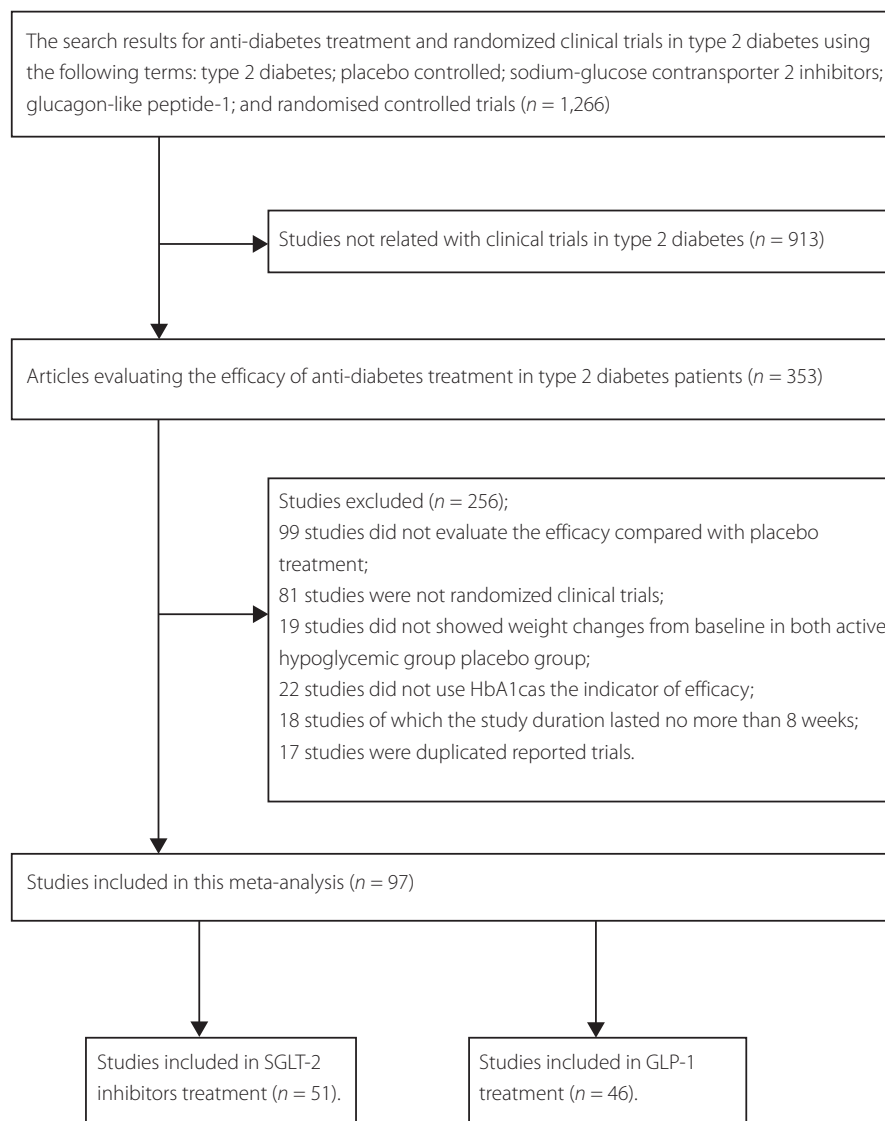 The search results for anti-diabetes treatment and randomized clinical trials in type 2 diabetes using
the following terms: type 2 diabetes; placebo controlled; sodium-glucose contransporter 2 inhibitors;
glucagon-like peptide-1; and randomised controlled trials (n = 1,266)
Studies not related with clinical trials in type 2 diabetes (n = 913)
Articles evaluating the efficacy of anti-diabetes treatment in type 2 diabetes patients (n = 353)
Studies excluded (n = 256);
99 studies did not evaluate the efficacy compared with placebo
treatment;
81 studies were not randomized clinical trials;
19 studies did not showed weight changes from baseline in both active
hypoglycemic group placebo group;
22 studies did not use HbA1cas the indicator of efficacy;
18 studies of which the study duration lasted no more than 8 weeks;
17 studies were duplicated reported trials.
Studies included in this meta-analysis (n = 97)
Studies included in SGLT-2
inhibitors treatment (n = 51).
Studies included in GLP-1
treatment (n = 46).